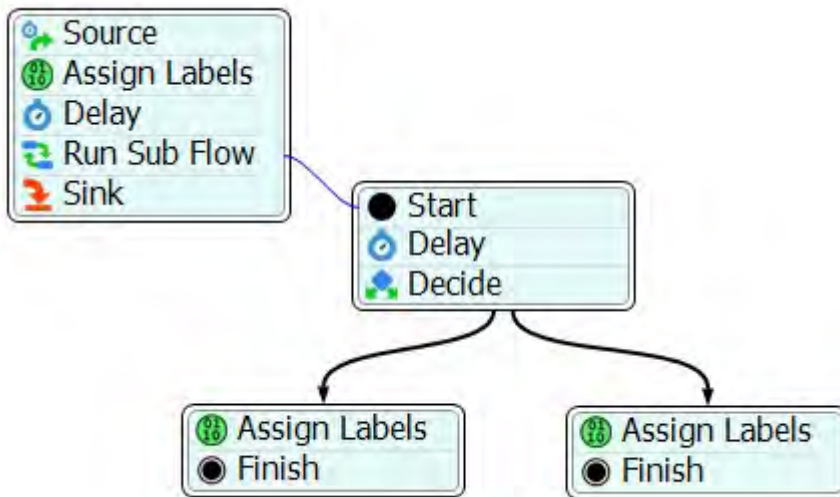 Source
Assign Labels
Delay
Run Sub Flow
Sink
Start
Delay
Decide
Assign Labels
Finish
Assign Labels
Finish